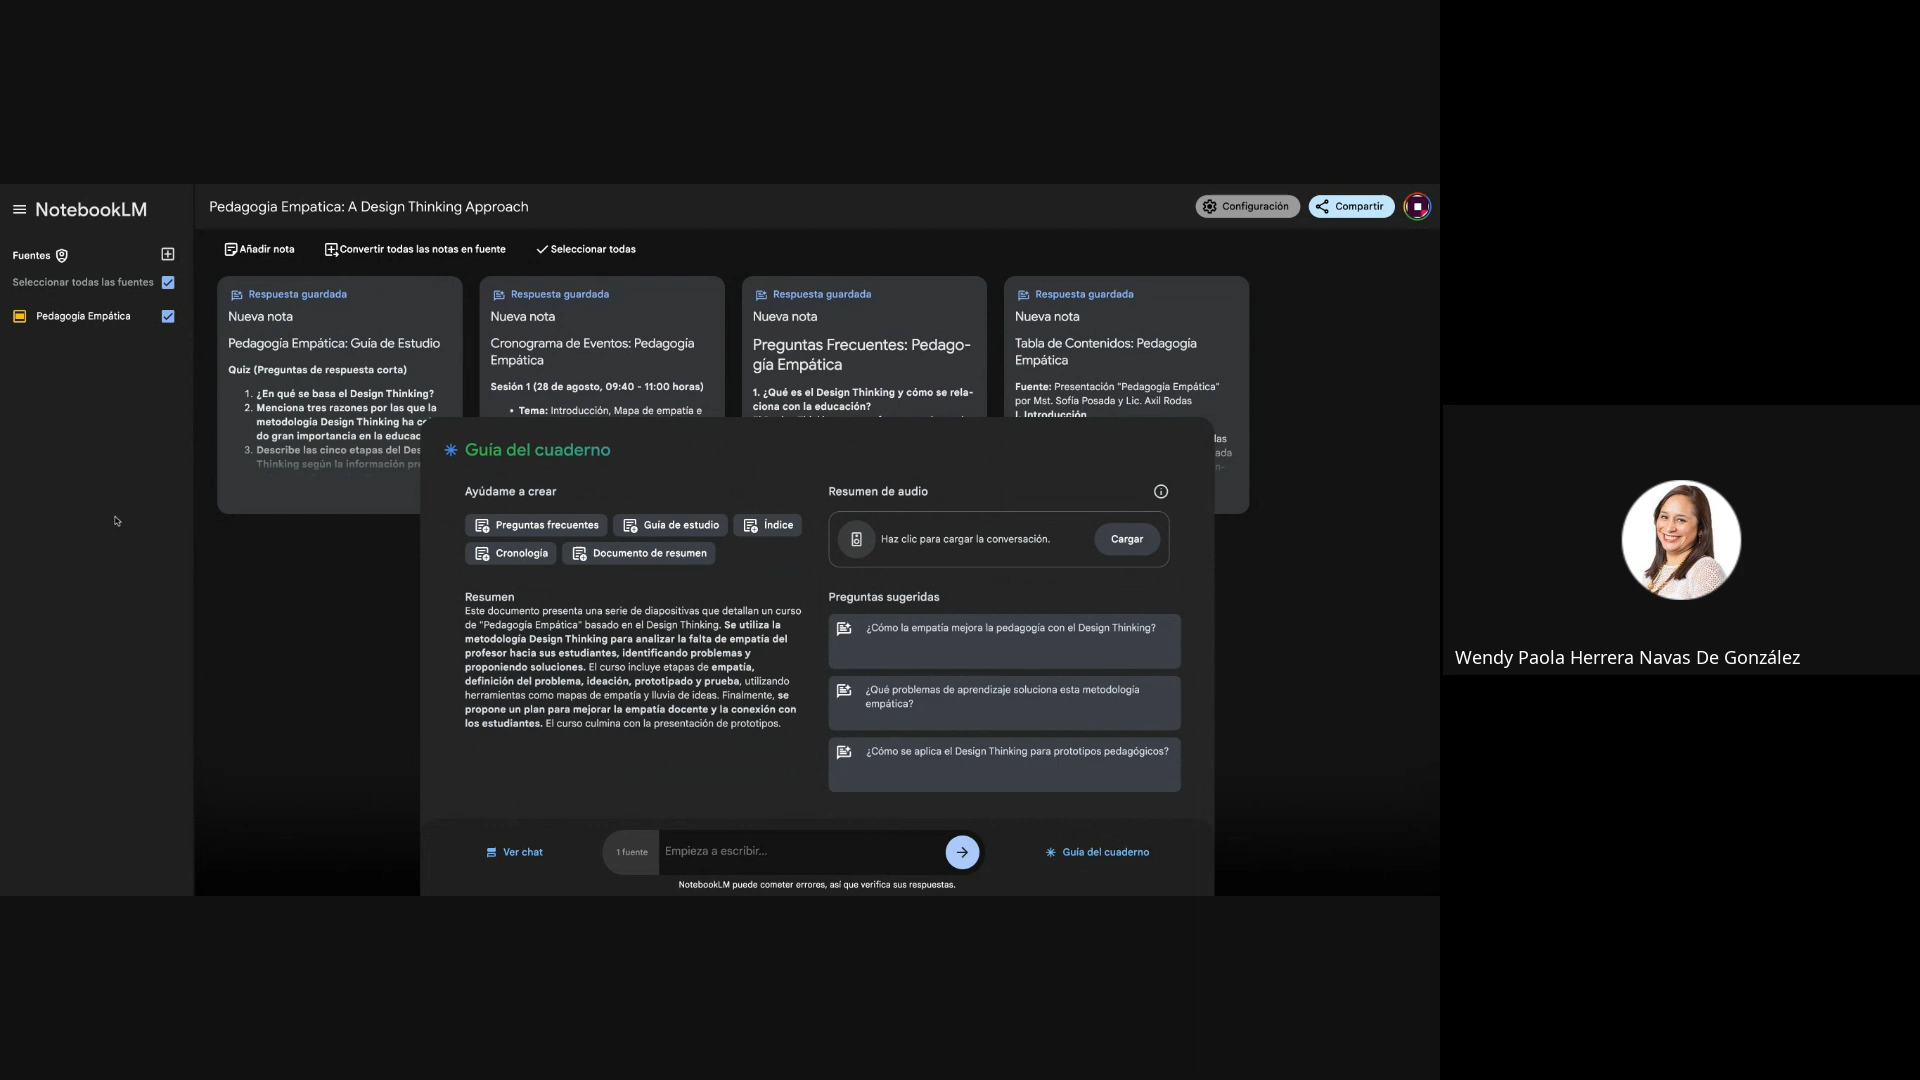 NotebookLM
Pedagogia Empatica: A Design Thinking Approach
Configuración
Compartir
Fuentes
Seleccionar todas las fuentes
Pedagogía Empática
Añadir nota
Convertir todas las notas en fuente
Seleccionar todas
Respuesta guardada
Nueva nota
Pedagogía Empática: Guía de Estudio
Quiz (Preguntas de respuesta corta)
1. ¿En qué se basa el Design Thinking?
2. Menciona tres razones por las que la
metodología Design Thinking ha
do gran importancia en la educac
3. Describe las cinco etapas del
Thinking según la información
Respuesta guardada
Nueva nota
Cronograma de Eventos: Pedagogía
Empática
Sesión 1 (28 de agosto, 09:40 - 11:00 horas)
• Tema: Introducción, Mapa de empatía e
Respuesta guardada
Nueva nota
Preguntas Frecuentes: Pedago-
gía Empática
1. ¿Qué es el Design Thinking y cómo se rela-
ciona con la educación?
Respuesta guardada
Nueva nota
Tabla de Contenidos: Pedagogía
Empática
Fuente: Presentación "Pedagogía Empática"
por Mst. Sofía Posada y Lic. Axil Rodas
I. Introducción
Guía del cuaderno
Ayúdame a crear
Preguntas frecuentes
Guía de estudio
Índice
Cronología
Documento de resumen
Resumen
Este documento presenta una serie de diapositivas que detallan un curso
de "Pedagogía Empática" basado en el Design Thinking. Se utiliza la
metodología Design Thinking para analizar la falta de empatía del
profesor hacia sus estudiantes, identificando problemas y
proponiendo soluciones. El curso incluye etapas de empatía,
definición del problema, ideación, prototipado y prueba, utilizando
herramientas como mapas de empatía y lluvia de ideas. Finalmente, se
propone un plan para mejorar la empatía docente y la conexión con
los estudiantes. El curso culmina con la presentación de prototipos.
Resumen de audio
Haz clic para cargar la conversación.
Cargar
Preguntas sugeridas
¿Cómo la empatía mejora la pedagogía con el Design Thinking?
¿Qué problemas de aprendizaje soluciona esta metodología
empática?
¿Cómo se aplica el Design Thinking para prototipos pedagógicos?
Ver chat
1 fuente
Empieza a escribir...
Guía del cuaderno
NotebookLM puede cometer errores, así que verifica sus respuestas.
Wendy Paola Herrera Navas De González